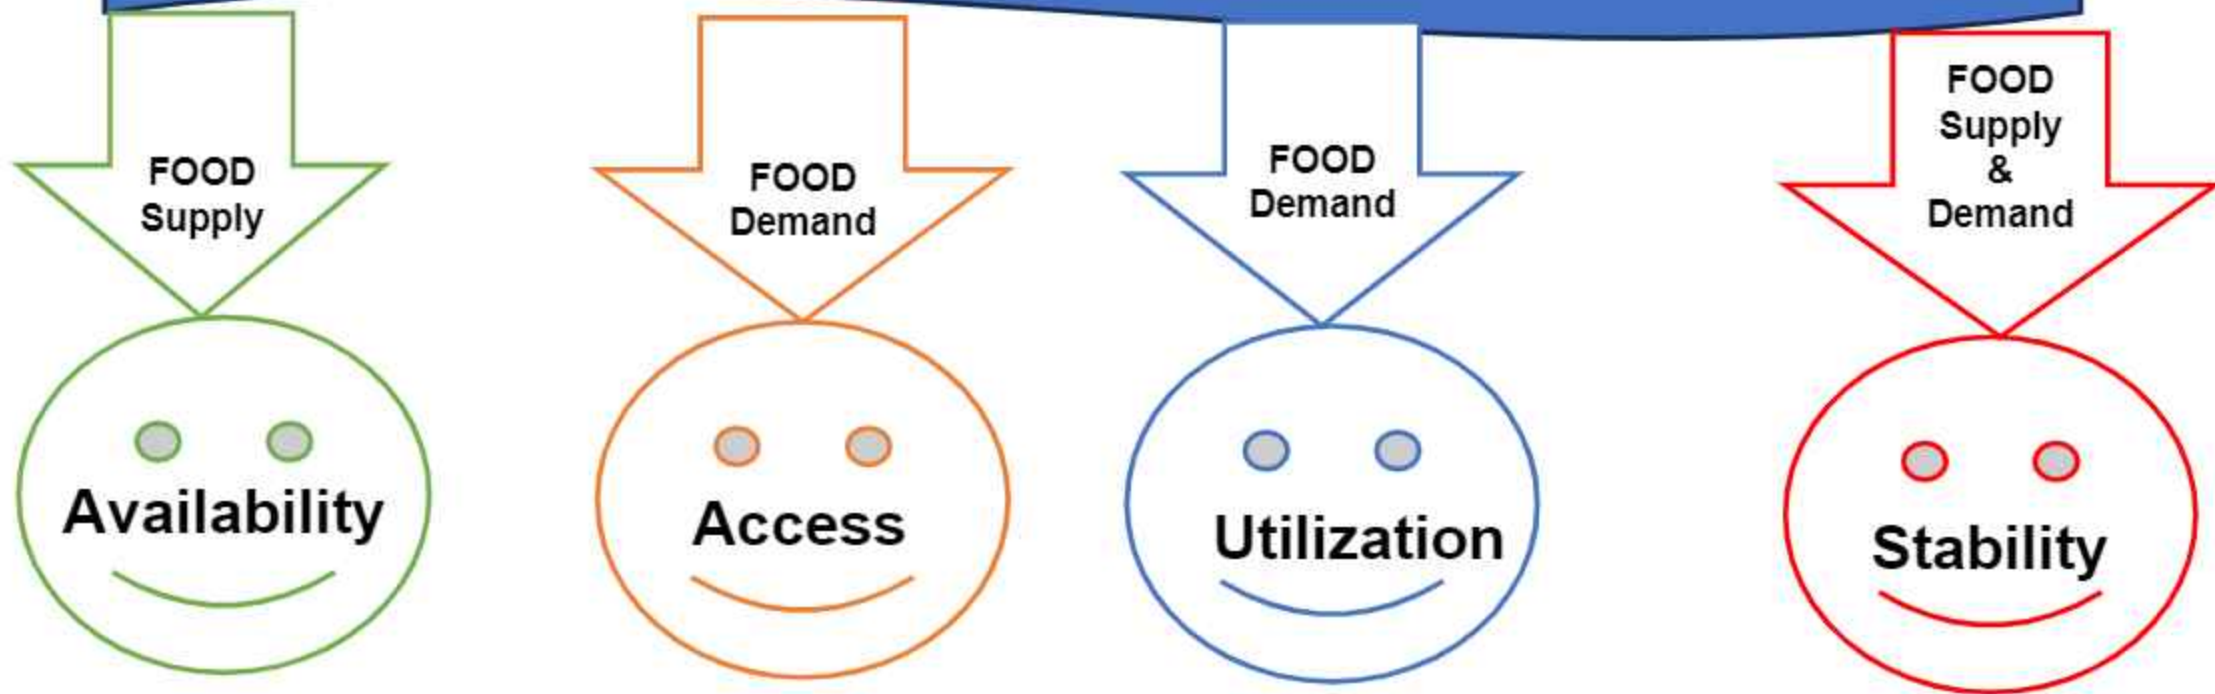 FOOD
Supply
FOOD
Demand
FOOD
Demand
FOOD
Supply
&
Demand
Availability
Access
Utilization
Stability